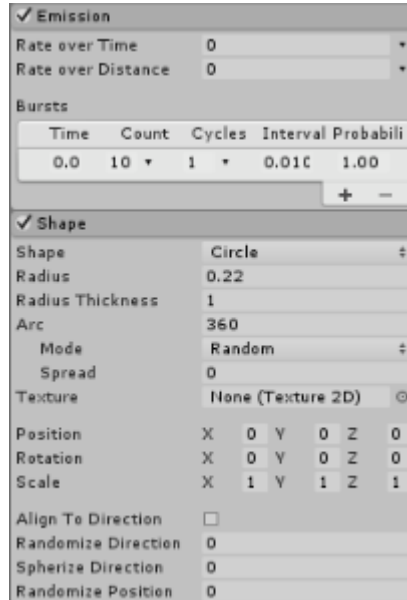 Emission
Rate over Time 0
Rate over Distance 0
Bursts
Time Count Cycles Interval Probabili
0.0 10 1 0.010 1.00
+ −
Shape
Shape Circle
Radius 0.22
Radius Thickness 1
Arc 360
Mode Random
Spread 0
Texture None (Texture 2D)
Position X 0 Y 0 Z 0
Rotation X 0 Y 0 Z 0
Scale X 1 Y 1 Z 1
Align To Direction
Randomize Direction 0
Spherize Direction 0
Randomize Position 0